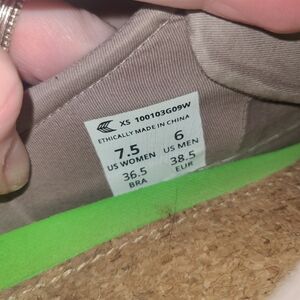 XS 100103G09W
ETHICALLY MADE IN CHINA
7.5 6
US WOMEN US MEN
36.5 38.5
BRA EUR